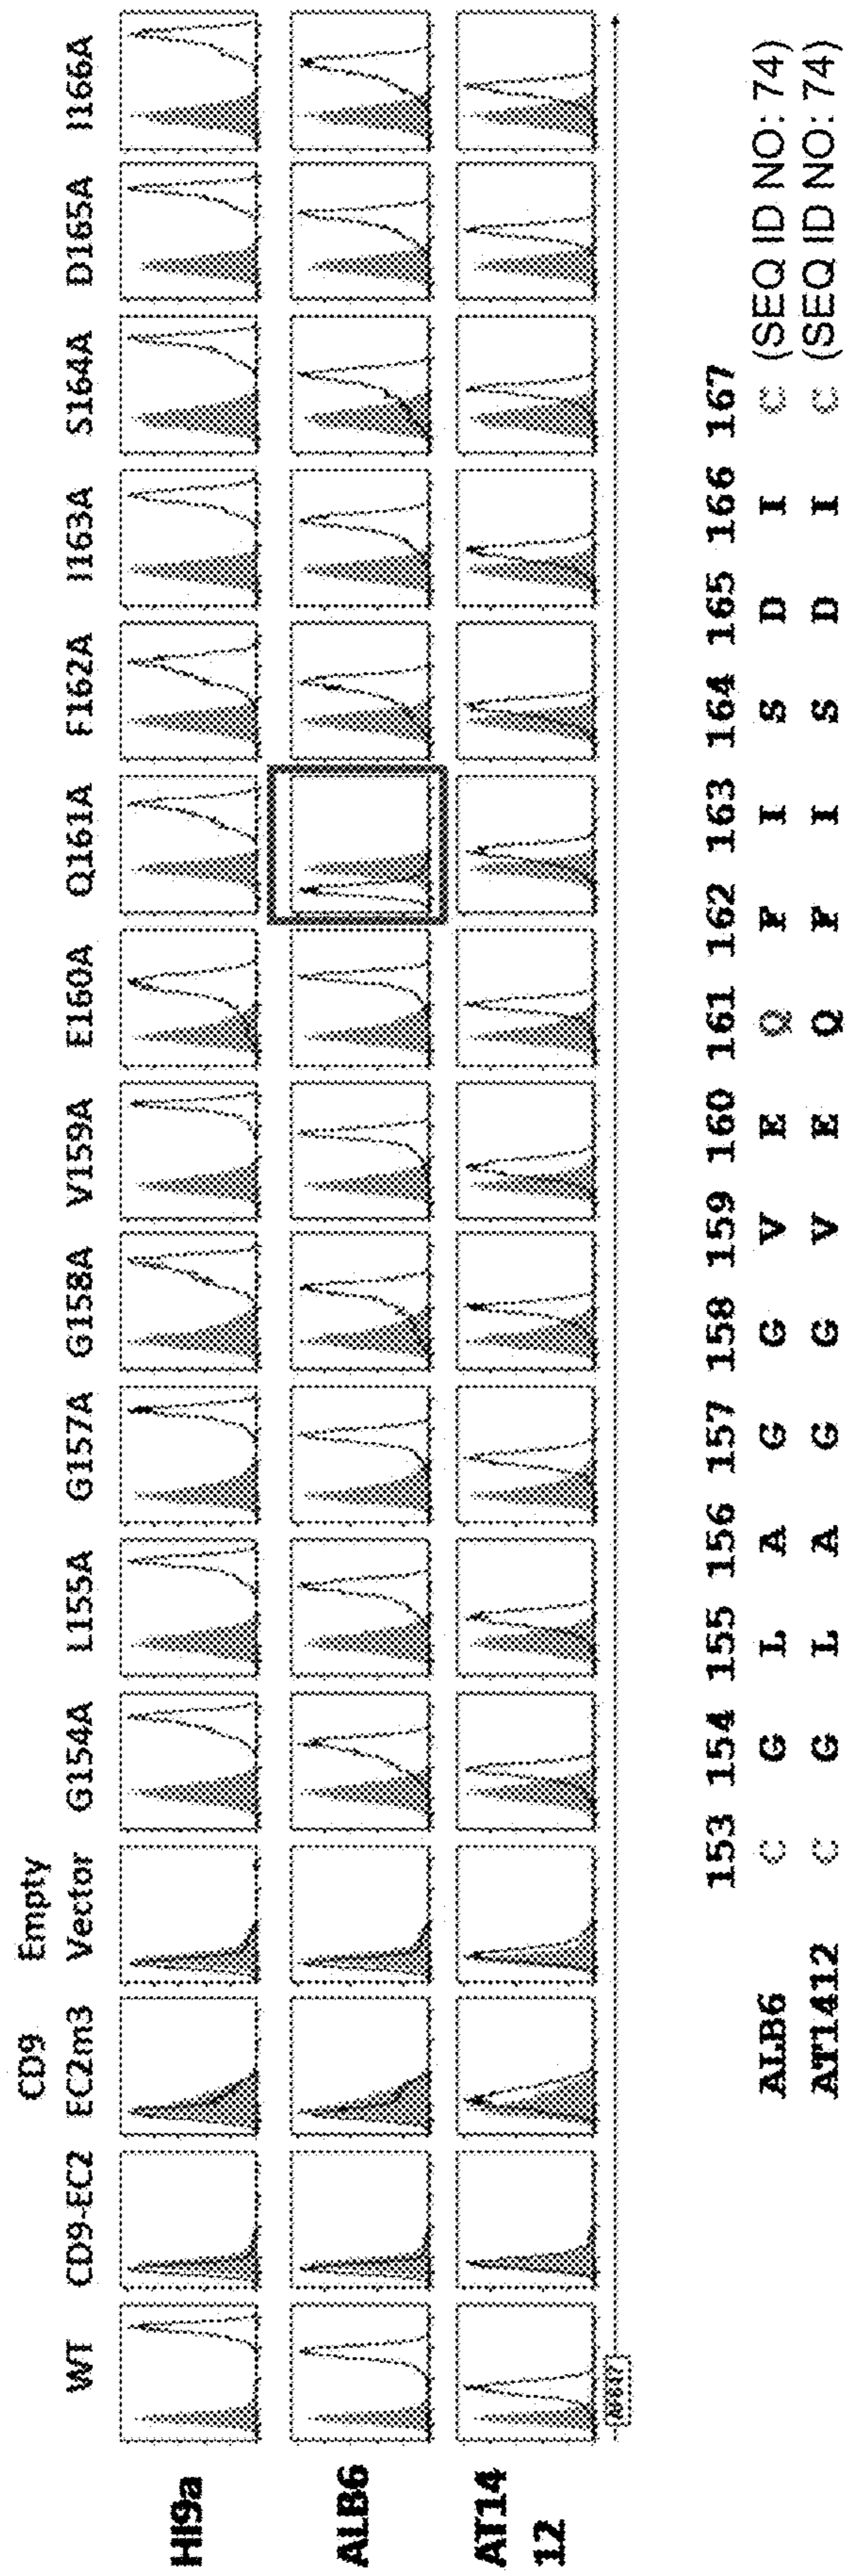 CD9 Empty
WT CD9-EC2 EC2m3 Vector G154A L155A G157A G158A V159A E160A Q161A F162A I163A S164A D165A I166A
HI9a
ALB6
AT14
12
153 154 155 156 157 158 159 160 161 162 163 164 165 166 167
ALB6 C G L A G G V E Q F I S D I C (SEQ ID NO: 74)
AT1412 C G L A G G V E Q F I S D I C (SEQ ID NO: 74)